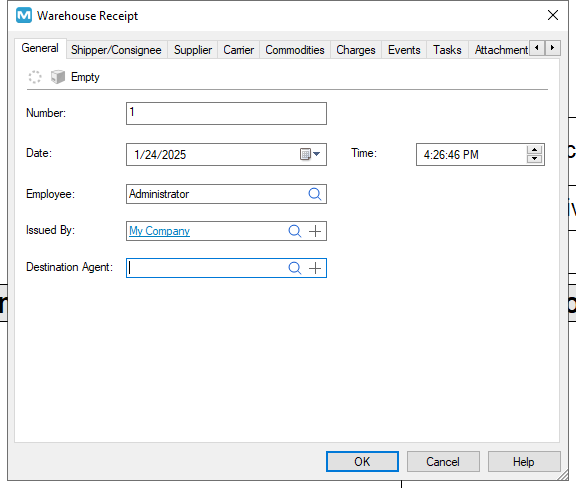 Warehouse Receipt
General Shipper/Consignee Supplier Carrier Commodities Charges Events Tasks Attachment
Empty
Number: 1
Date: 1/24/2025 Time: 4:26:46 PM
Employee: Administrator
Issued By: My Company
Destination Agent:
OK Cancel Help